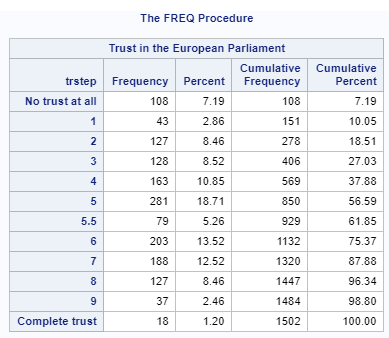 The FREQ Procedure
Trust in the European Parliament
trstep Frequency Percent Cumulative Frequency Cumulative Percent
No trust at all 108 7.19 108 7.19
1 43 2.86 151 10.05
2 127 8.46 278 18.51
3 128 8.52 406 27.03
4 163 10.85 569 37.88
5 281 18.71 850 56.59
5.5 79 5.26 929 61.85
6 203 13.52 1132 75.37
7 188 12.52 1320 87.88
8 127 8.46 1447 96.34
9 37 2.46 1484 98.80
Complete trust 18 1.20 1502 100.00